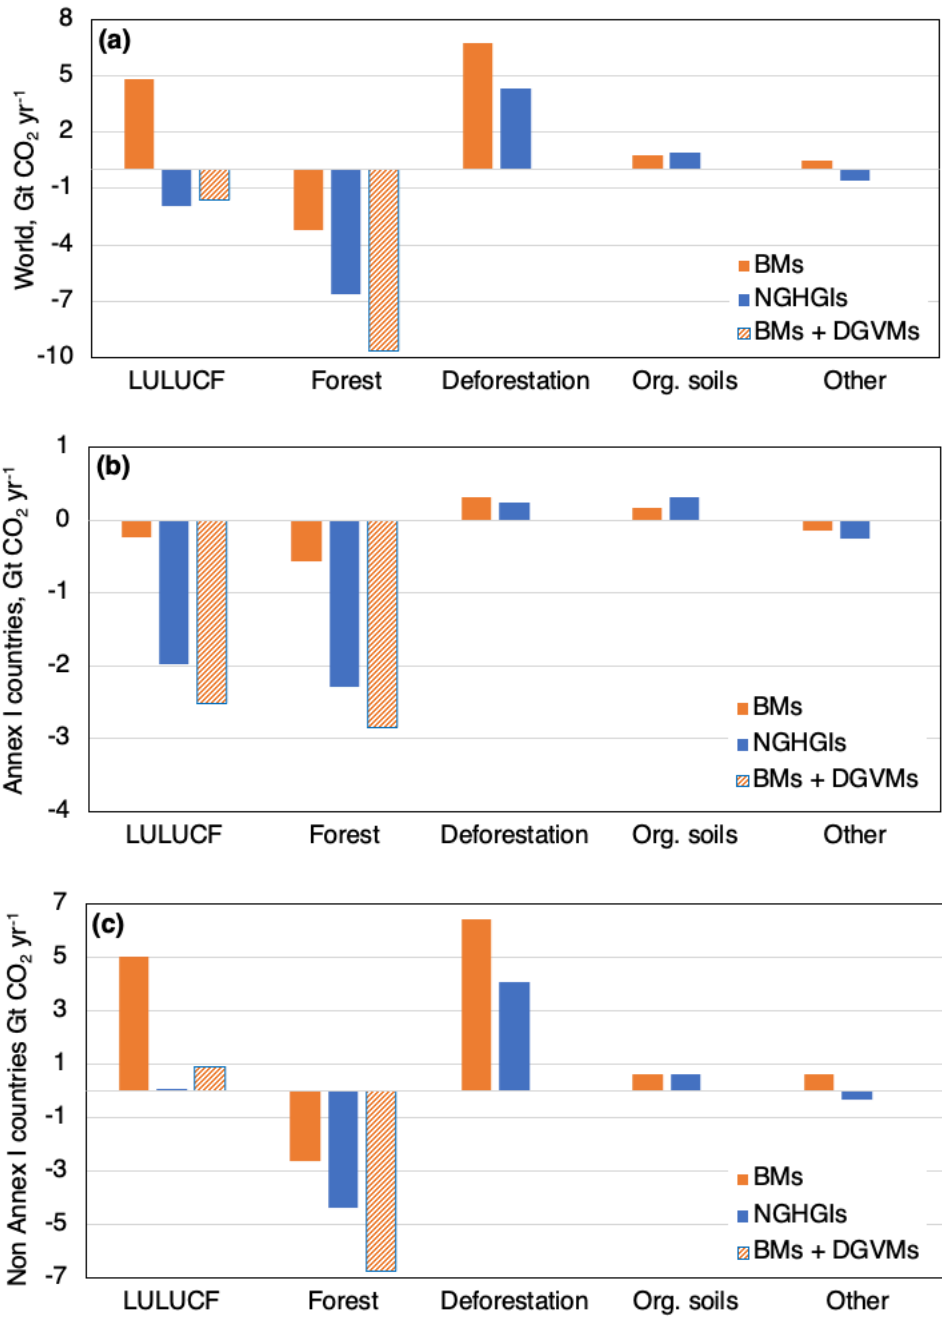 (a)
World, Gt CO₂ yr⁻¹
8
5
2
-1
-4
-7
-10
BMs
NGHGIs
BMs + DGVMs
LULUCF Forest Deforestation Org. soils Other
(b)
Annex I countries, Gt CO₂ yr⁻¹
1
0
-1
-2
-3
-4
BMs
NGHGIs
BMs + DGVMs
LULUCF Forest Deforestation Org. soils Other
(c)
Non Annex I countries Gt CO₂ yr⁻¹
7
5
3
1
-1
-3
-5
-7
BMs
NGHGIs
BMs + DGVMs
LULUCF Forest Deforestation Org. soils Other